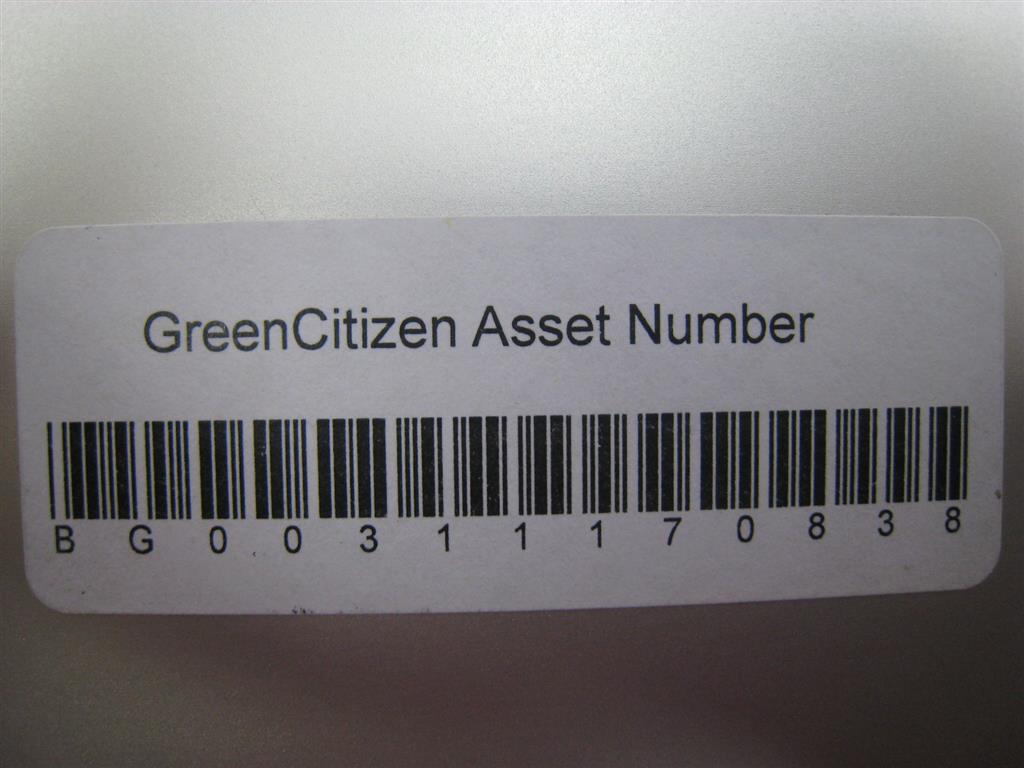 GreenCitizen Asset Number
B G 0 0 3 1 1 1 7 0 8 3 8